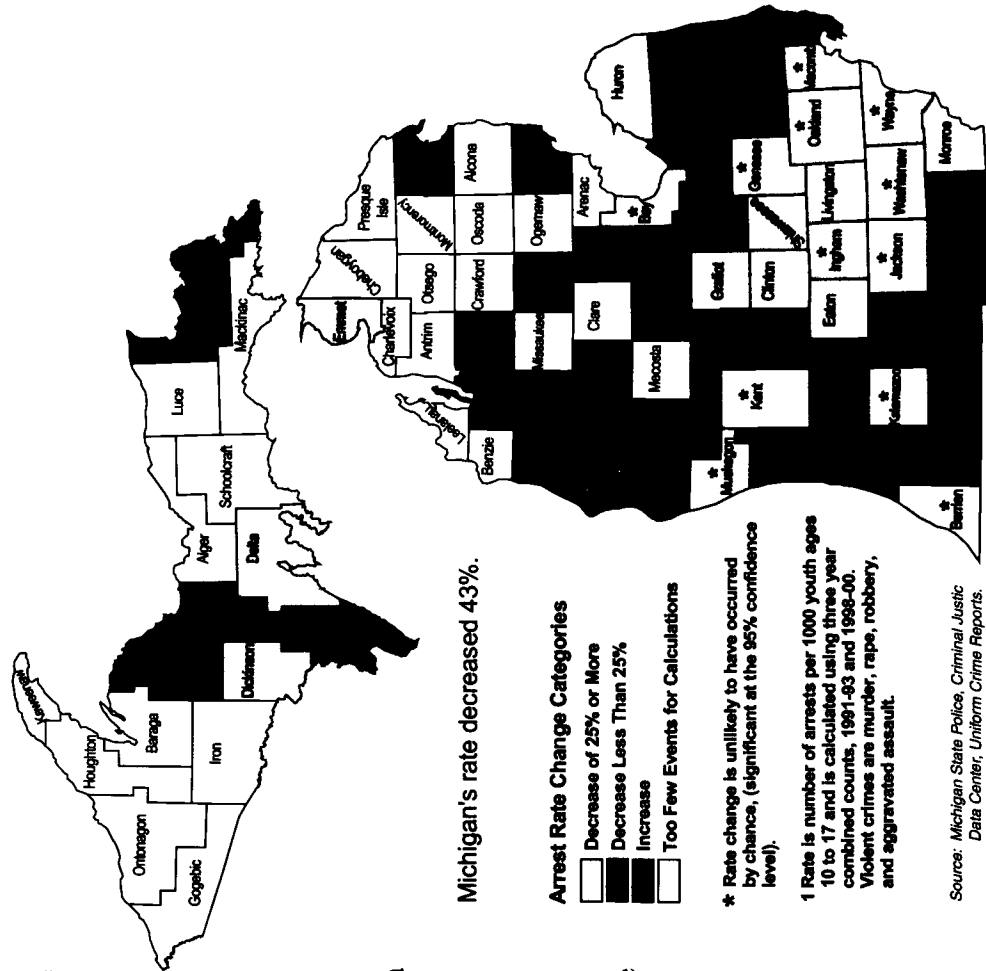 Keweenaw
Houghton
Ontonagon
Baraga
Gogebic
Iron
Dickinson
Alger
Delta
Schoolcraft
Luce
Mackinac
Emmet
Cheboygan
Presque
Isle
Charlevoix
Antrim
Otsego
Montmorency
Leelanau
Benzie
Crawford
Oscoda
Alcona
Missaukee
Ogemaw
Clare
Arenac
Huron
Mecosta
* Bay
Gratiot
* Muskegon
* Kent
Clinton
Shiawassee
* Genesee
Eaton
* Ingham
Livingston
* Oakland
* Macomb
* Kalamazoo
* Jackson
* Washtenaw
* Wayne
* Berrien
Monroe
Michigan's rate decreased 43%.
Arrest Rate Change Categories
Decrease of 25% or More
Decrease Less Than 25%
Increase
Too Few Events for Calculations
* Rate change is unlikely to have occurred
by chance, (significant at the 95% confidence
level).
1 Rate is number of arrests per 1000 youth ages
10 to 17 and is calculated using three year
combined counts, 1991-93 and 1998-00.
Violent crimes are murder, rape, robbery,
and aggravated assault.
Source: Michigan State Police, Criminal Justic
Data Center, Uniform Crime Reports.